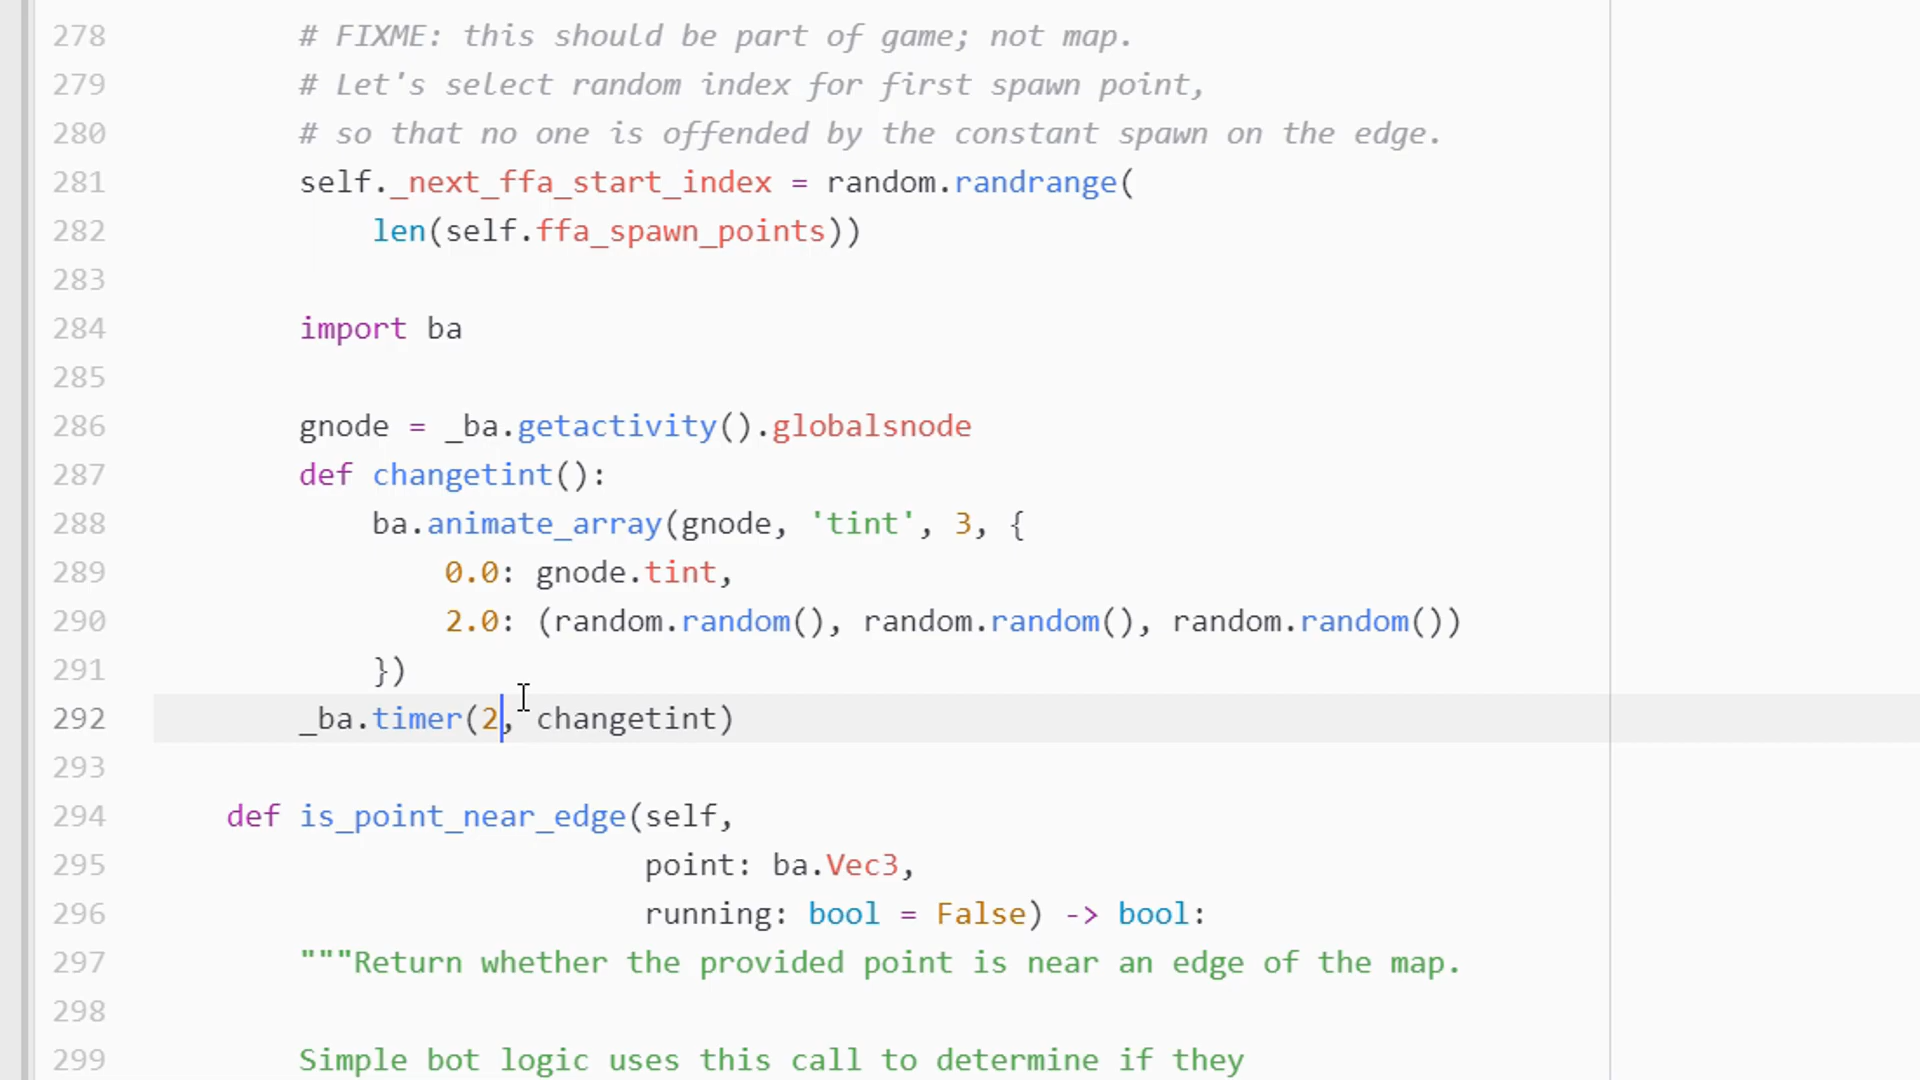 278 # FIXME: this should be part of game; not map.
279 # Let's select random index for first spawn point,
280 # so that no one is offended by the constant spawn on the edge.
281 self._next_ffa_start_index = random.randrange(
282 len(self.ffa_spawn_points))
283
284 import ba
285
286 gnode = _ba.getactivity().globalsnode
287 def changetint():
288 ba.animate_array(gnode, 'tint', 3, {
289 0.0: gnode.tint,
290 2.0: (random.random(), random.random(), random.random())
291 })
292 _ba.timer(2, changetint)
293
294 def is_point_near_edge(self,
295 point: ba.Vec3,
296 running: bool = False) -> bool:
297 """Return whether the provided point is near an edge of the map.
298
299 Simple bot logic uses this call to determine if they